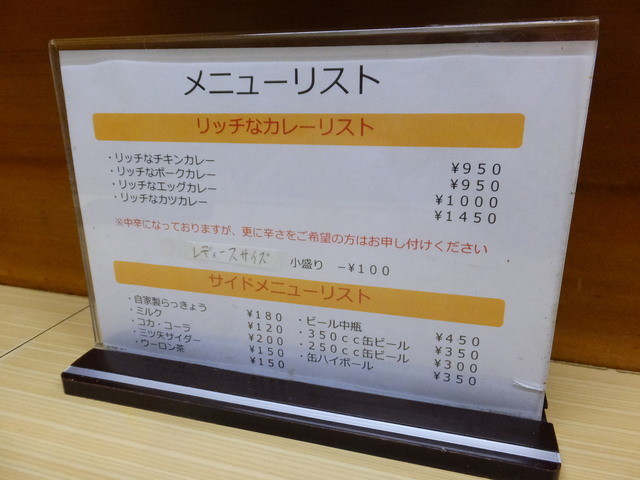 メニューリスト
リッチなカレーリスト
・リッチなチキンカレー ¥950
・リッチなポークカレー ¥950
・リッチなエッグカレー ¥1000
・リッチなカツカレー ¥1450
※中辛になっておりますが、更に辛さをご希望の方はお申し付けください
レディースサイズ 小盛り −¥100
サイドメニューリスト
・自家製らっきょう ¥180
・ミルク ¥120
・コカ・コーラ ¥200
・三ツ矢サイダー ¥150
・ウーロン茶 ¥150
・ビール中瓶 ¥450
・350cc缶ビール ¥350
・250cc缶ビール ¥300
・缶ハイボール ¥350